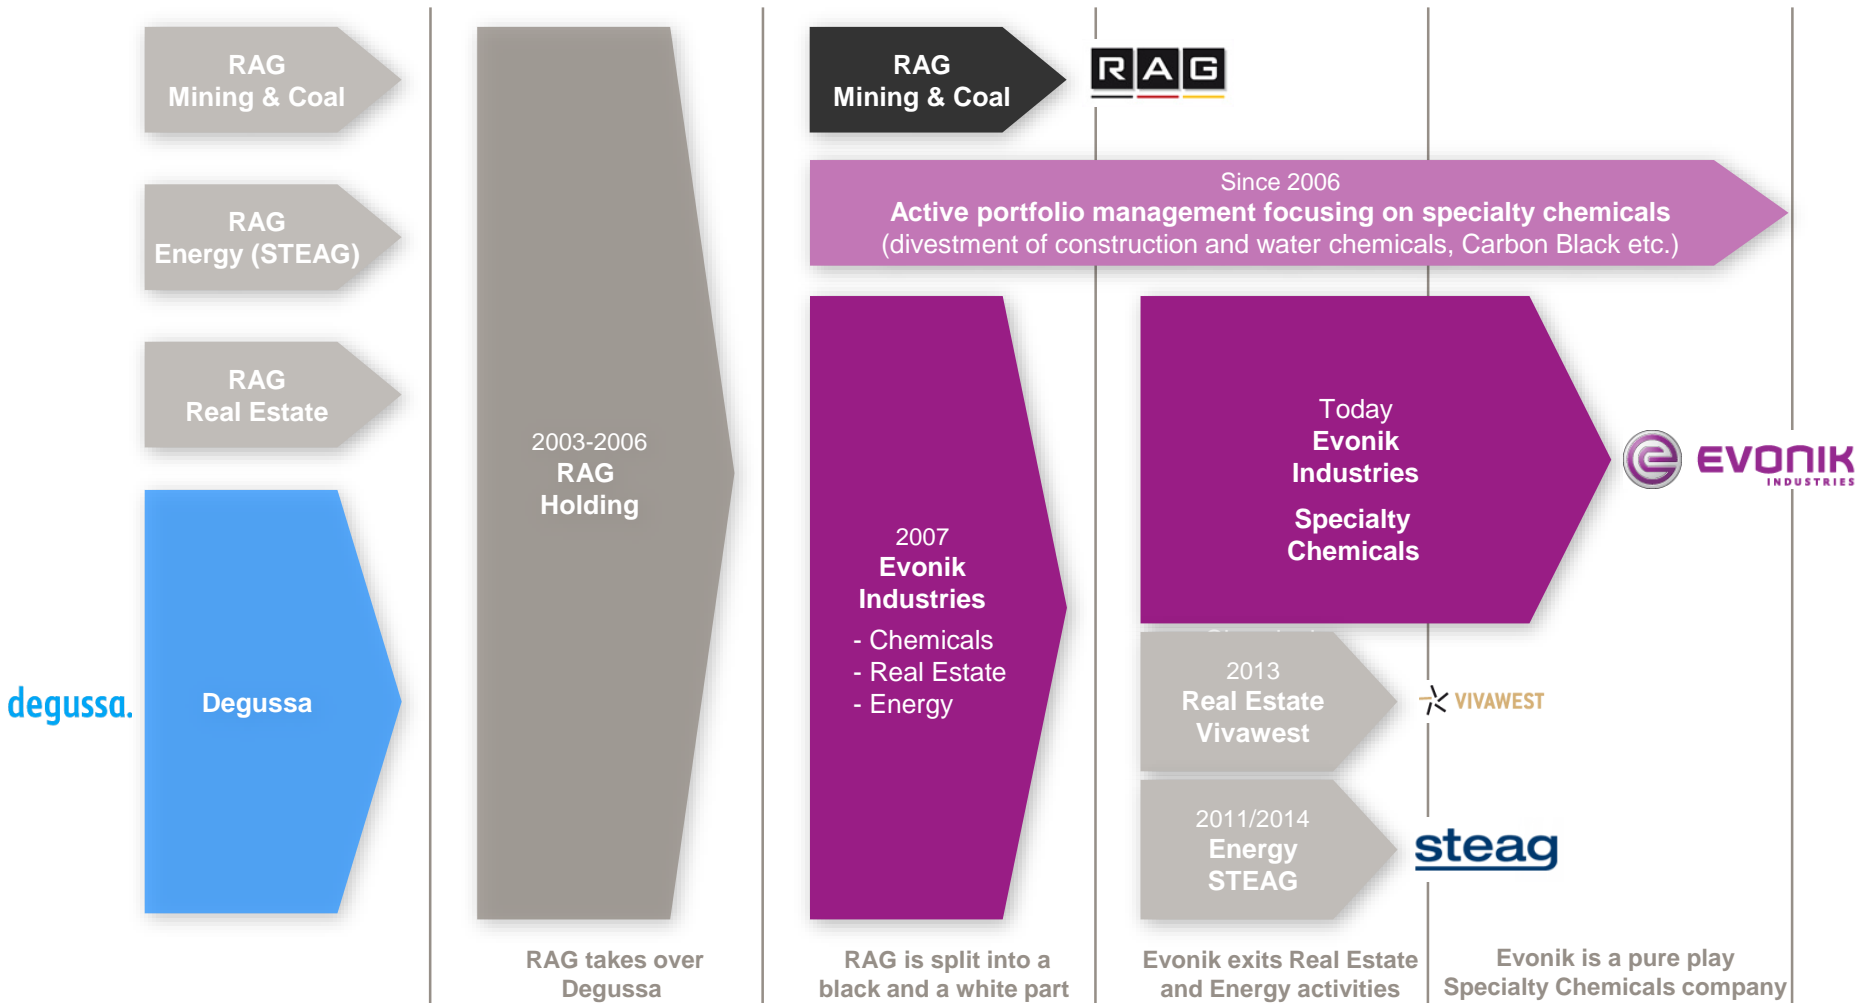 RAG
Mining & Coal
RAG
Energy (STEAG)
RAG
Real Estate
degussa.
Degussa
2003-2006
RAG
Holding
RAG takes over
Degussa
RAG
Mining & Coal
RAG
Since 2006
Active portfolio management focusing on specialty chemicals
(divestment of construction and water chemicals, Carbon Black etc.)
2007
Evonik
Industries
- Chemicals
- Real Estate
- Energy
RAG is split into a
black and a white part
Today
Evonik
Industries
Specialty
Chemicals
EVONIK
INDUSTRIES
2013
Real Estate
Vivawest
VIVAWEST
2011/2014
Energy
STEAG
steag
Evonik exits Real Estate
and Energy activities
Evonik is a pure play
Specialty Chemicals company